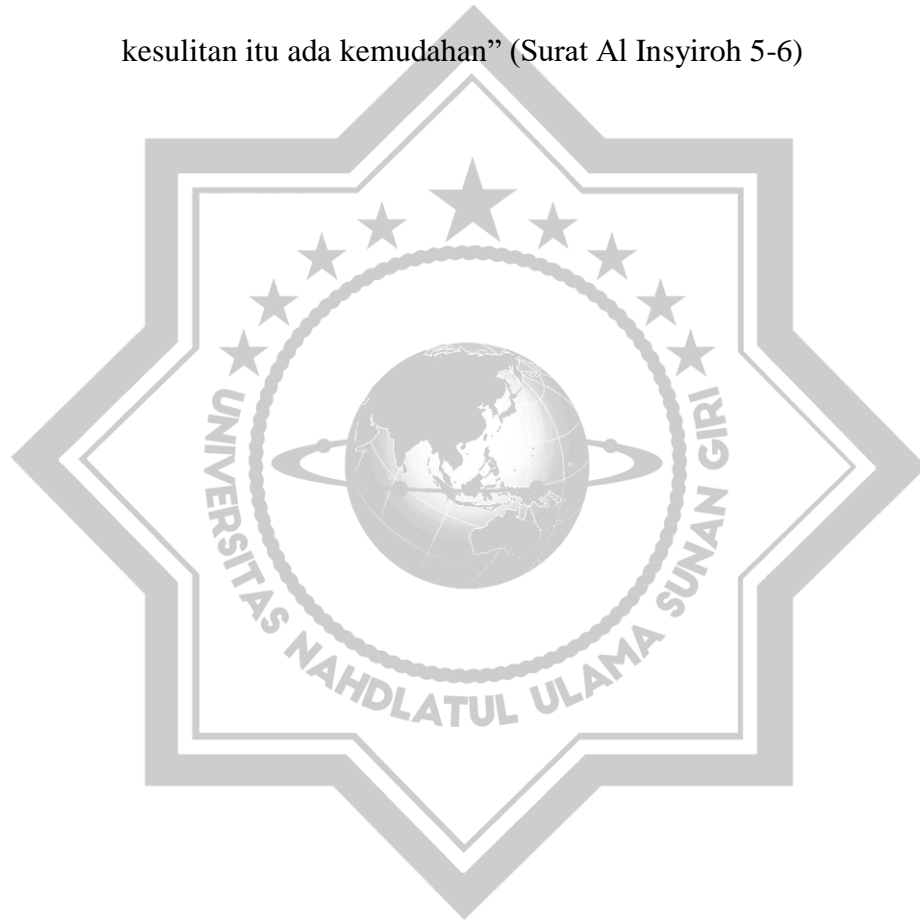 kesulitan itu ada kemudahan” (Surat Al Insyiroh 5-6)
UNIVERSITAS NAHDLATUL ULAMA SUNAN GIRI